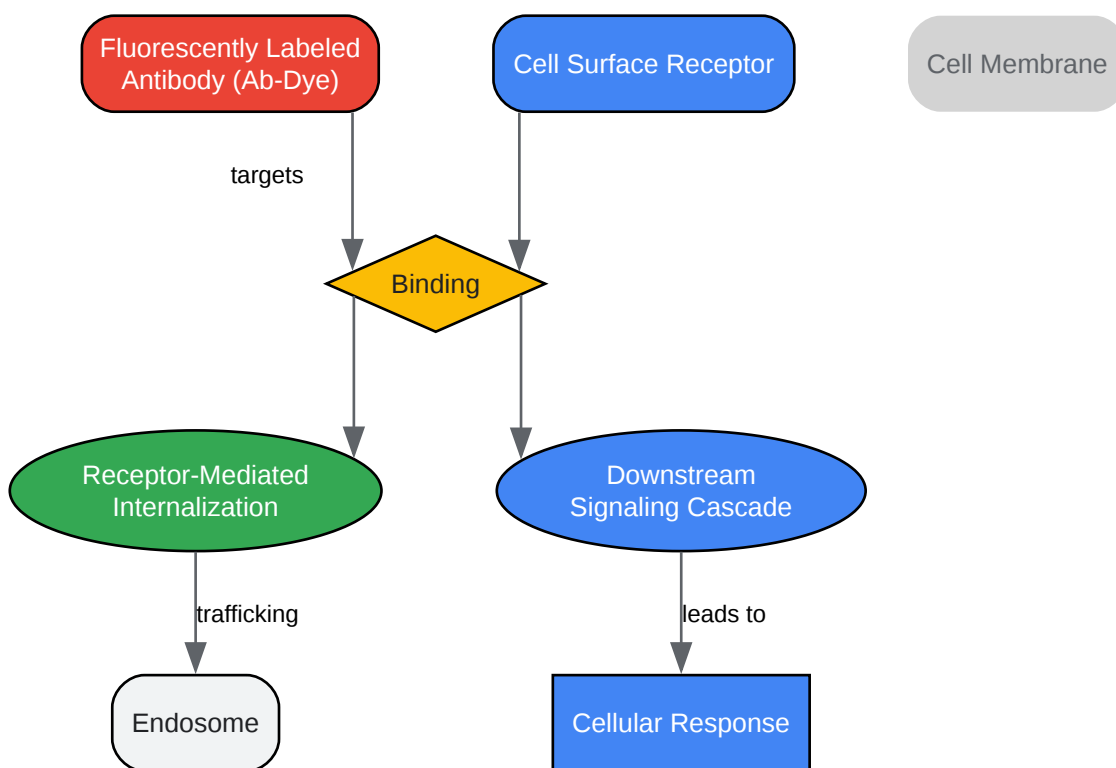 Fluorescently Labeled
Antibody (Ab-Dye)
Cell Surface Receptor
Cell Membrane
targets
Binding
Receptor-Mediated
Internalization
Downstream
Signaling Cascade
trafficking
leads to
Endosome
Cellular Response